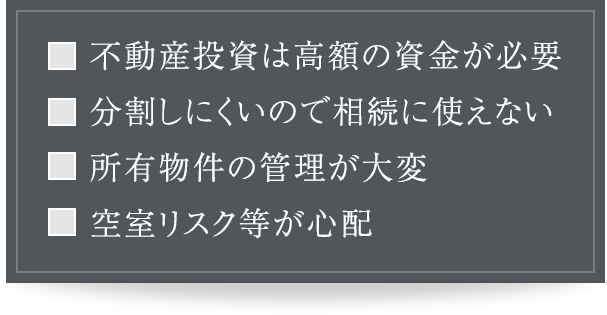 不動産投資は高額の資金が必要
分割しにくいので相続に使えない
所有物件の管理が大変
空室リスク等が心配